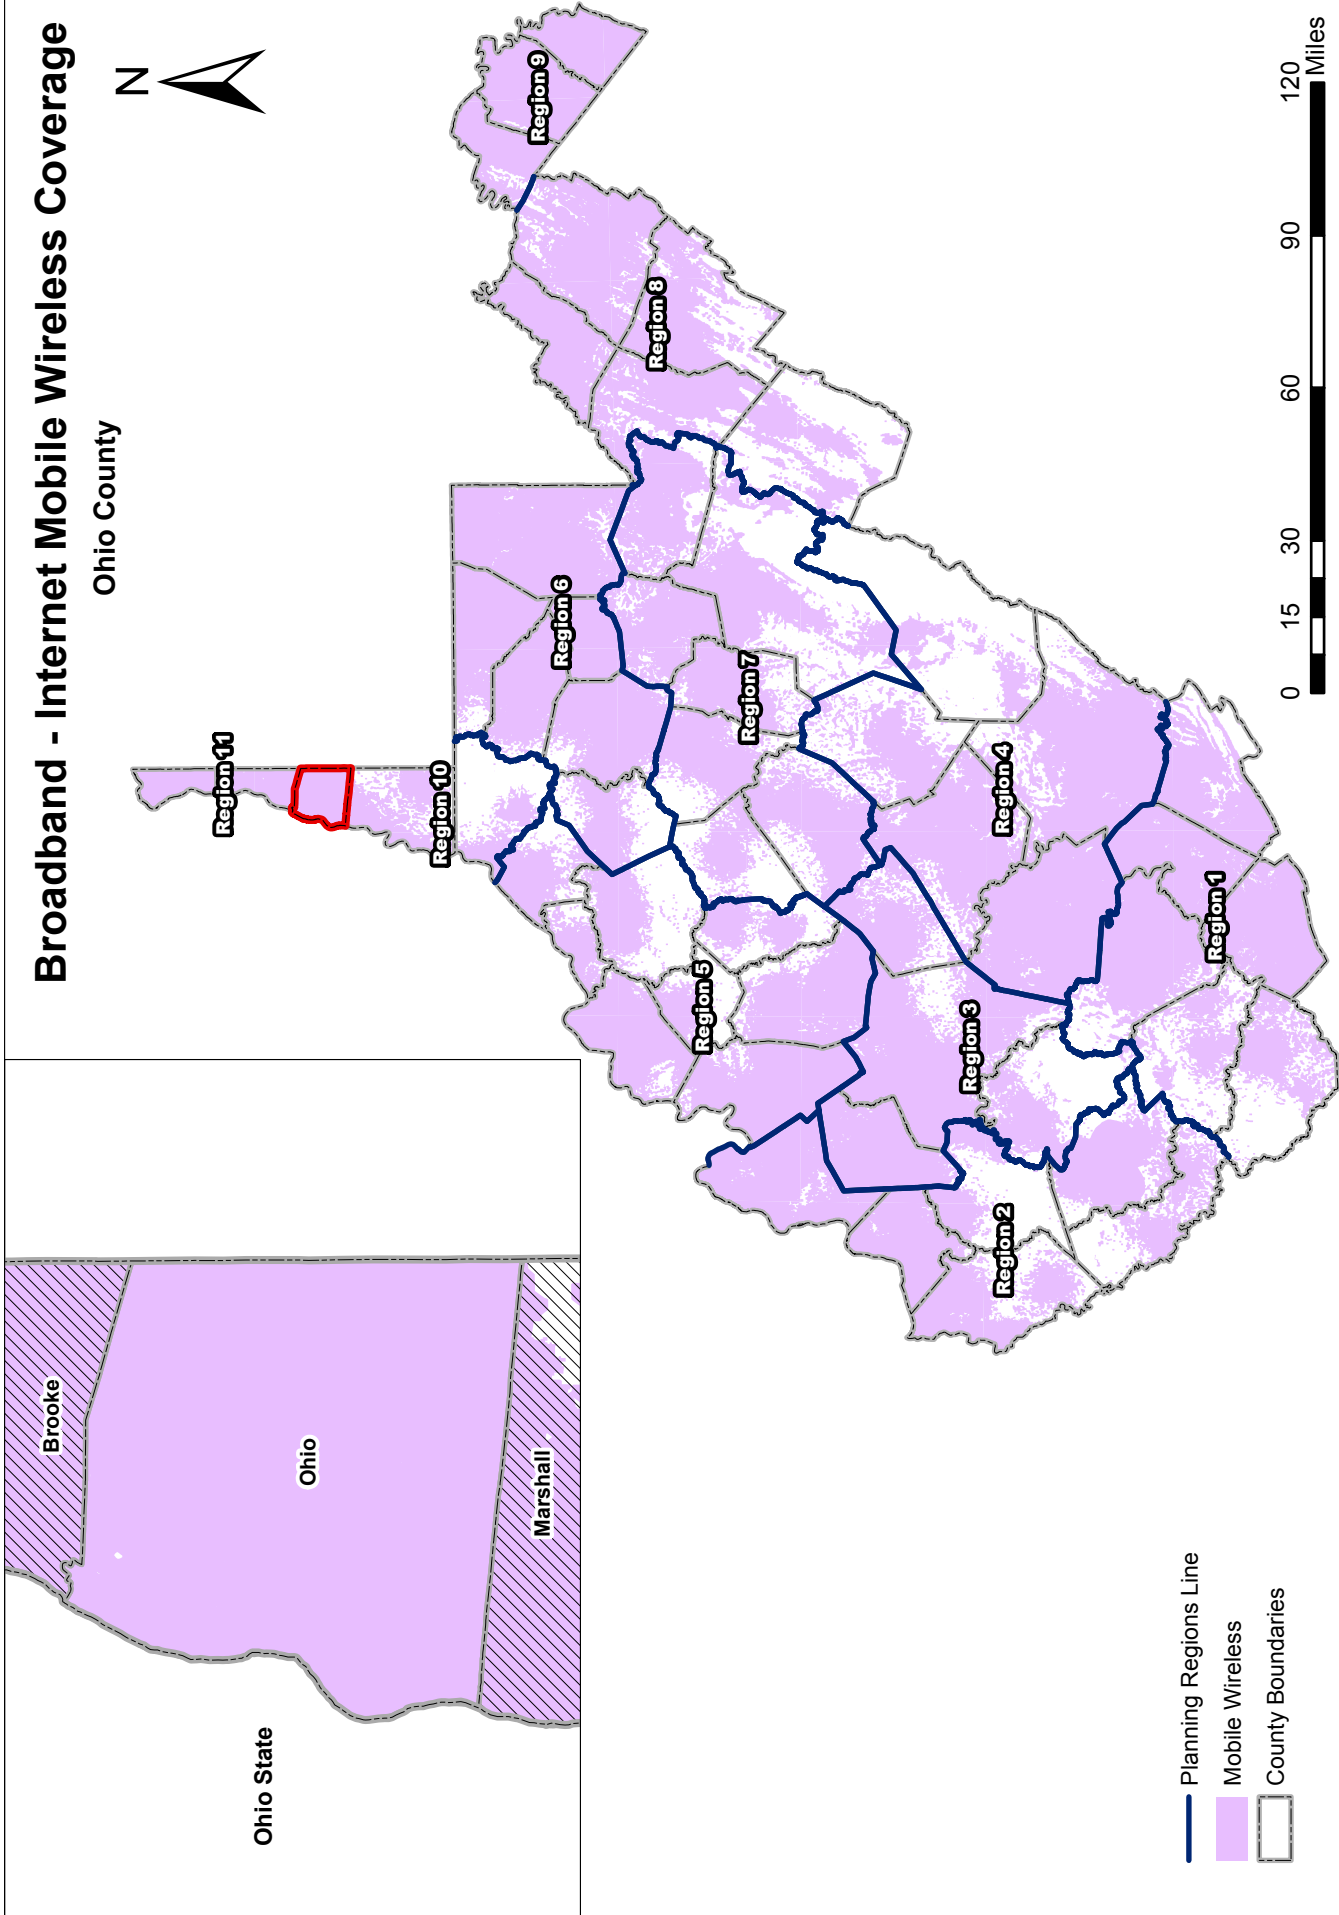 Broadband - Internet Mobile Wireless Coverage
Ohio County
N
Brooke
Ohio
Marshall
Ohio State
Region 11
Region 10
Region 6
Region 9
Region 8
Region 7
Region 5
Region 4
Region 3
Region 2
Region 1
Planning Regions Line
Mobile Wireless
County Boundaries
0 15 30 60 90 120
Miles